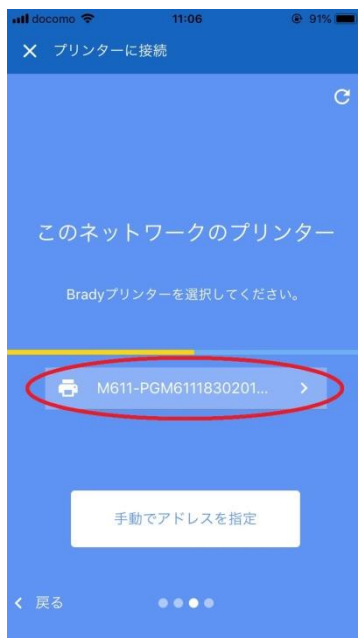 docomo 11:06 91%
プリンターに接続
このネットワークのプリンター
Bradyプリンターを選択してください。
M611-PGM6111830201...
手動でアドレスを指定
戻る